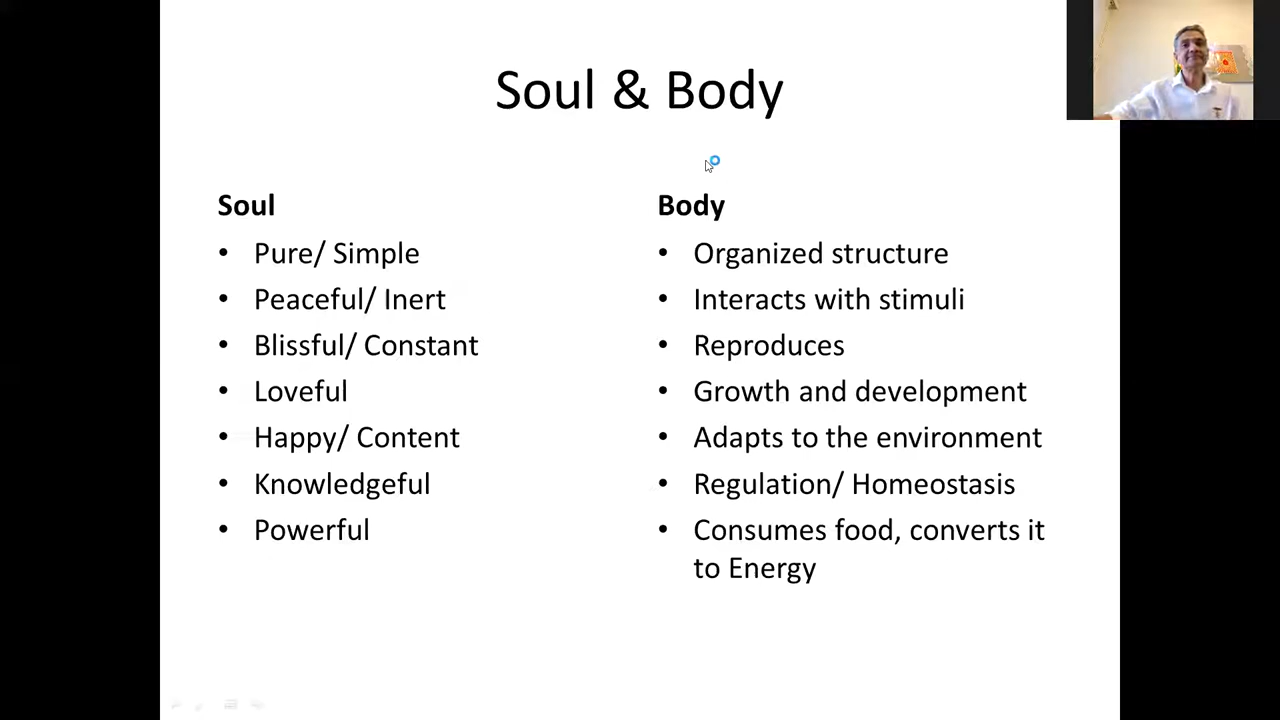 Soul & Body
Soul
• Pure/ Simple
• Peaceful/ Inert
• Blissful/ Constant
• Loveful
• Happy/ Content
• Knowledgeful
• Powerful
Body
• Organized structure
• Interacts with stimuli
• Reproduces
• Growth and development
• Adapts to the environment
• Regulation/ Homeostasis
• Consumes food, converts it
to Energy